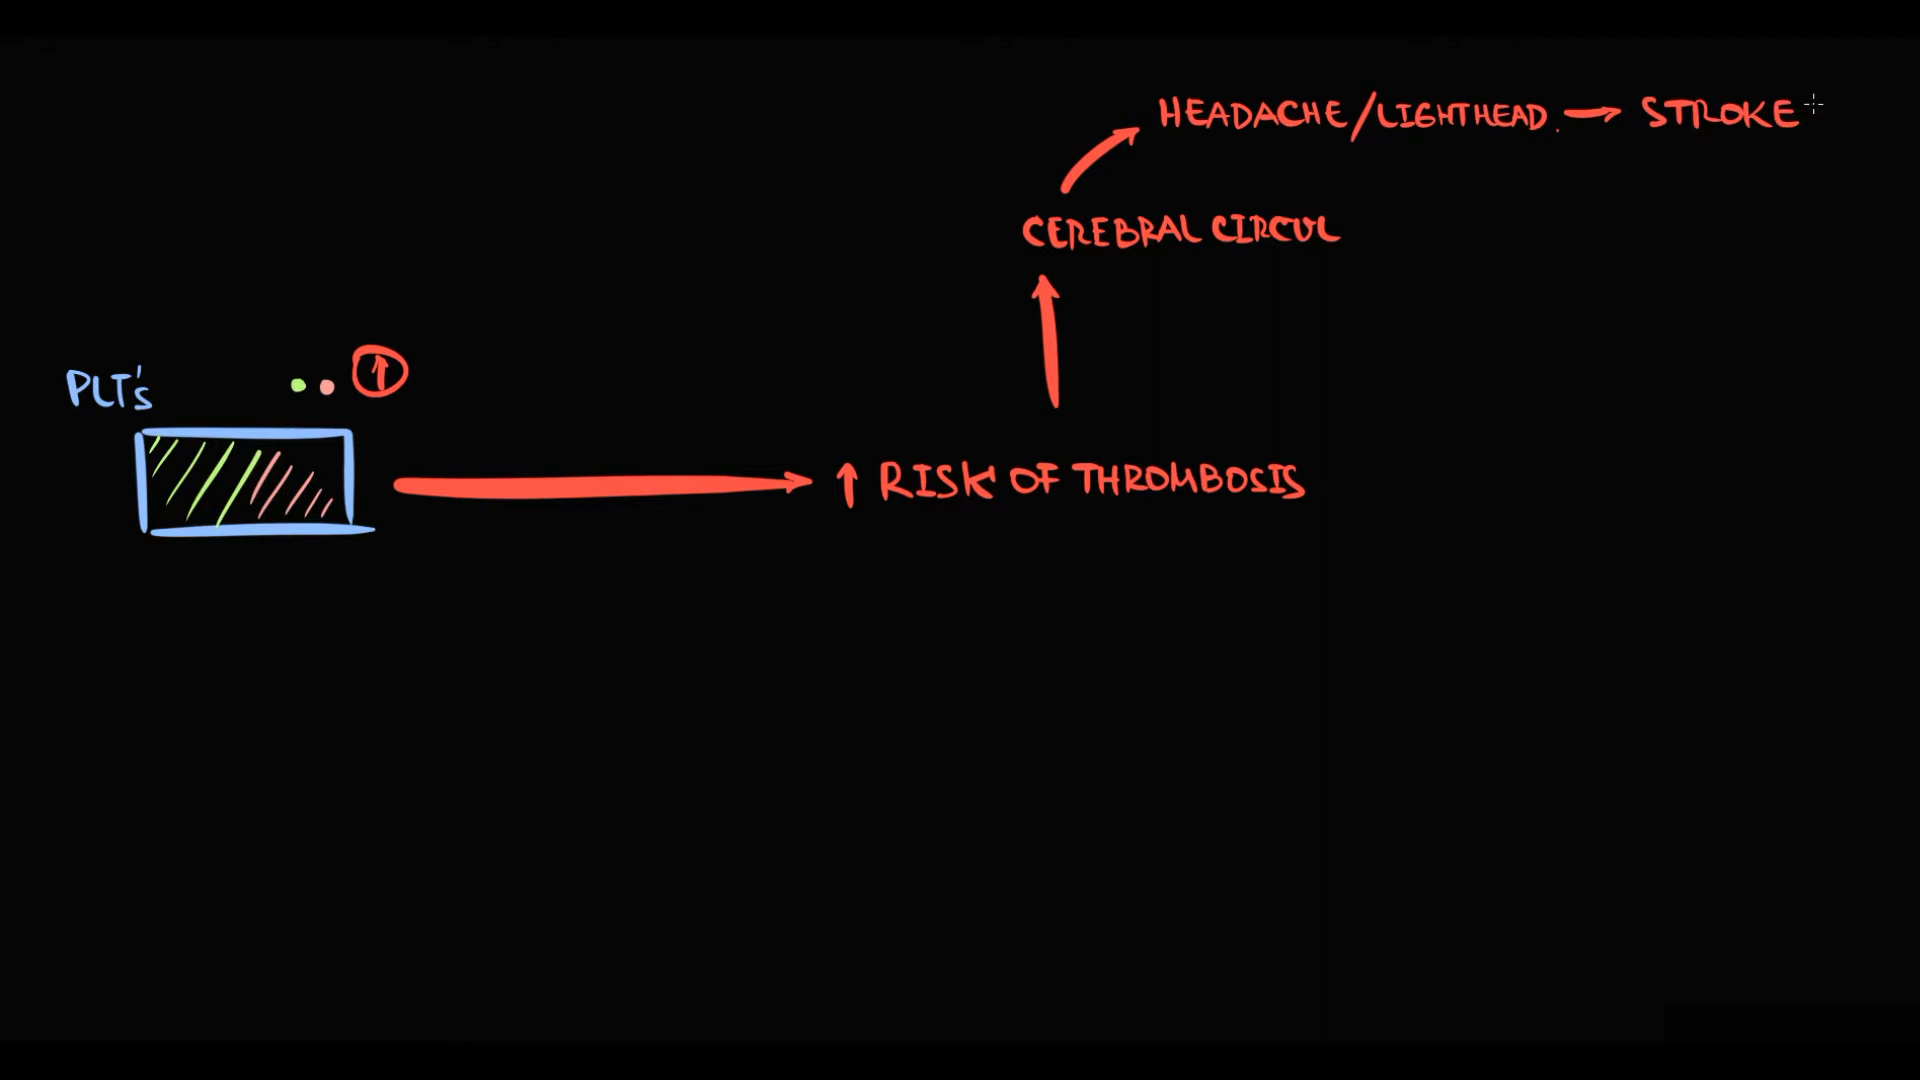 HEADACHE/LIGHTHEAD. → STROKE
CEREBRAL CIRCUL
PLT's ↑
↑ RISK OF THROMBOSIS